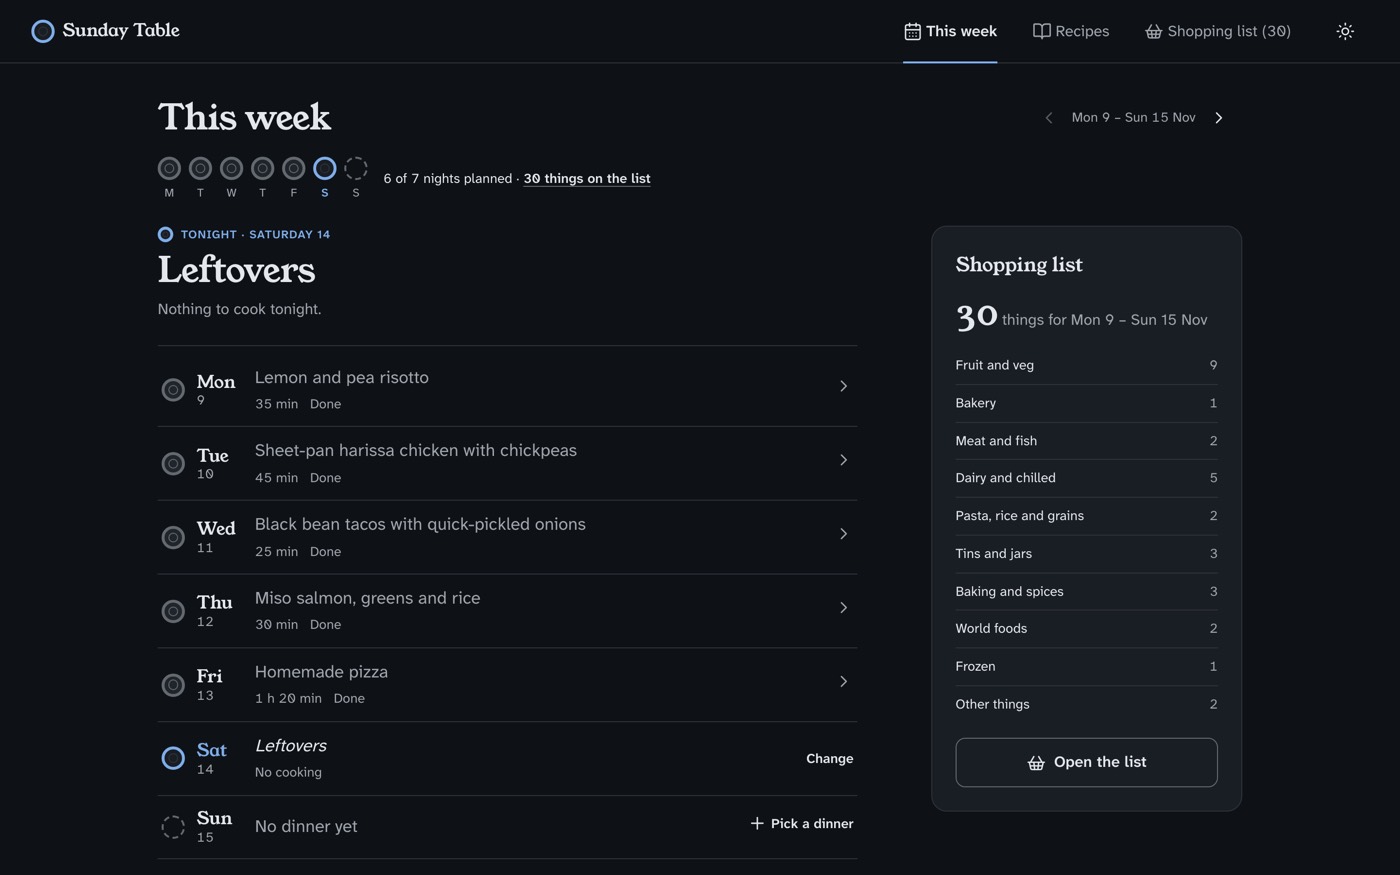 Sunday Table
This week
Recipes
Shopping list (30)
This week
Mon 9 – Sun 15 Nov
M T W T F S S
6 of 7 nights planned · 30 things on the list
TONIGHT · SATURDAY 14
Leftovers
Nothing to cook tonight.
Mon
9
Lemon and pea risotto
35 min Done
Tue
10
Sheet-pan harissa chicken with chickpeas
45 min Done
Wed
11
Black bean tacos with quick-pickled onions
25 min Done
Thu
12
Miso salmon, greens and rice
30 min Done
Fri
13
Homemade pizza
1 h 20 min Done
Sat
14
Leftovers
No cooking
Change
Sun
15
No dinner yet
Pick a dinner
Shopping list
30 things for Mon 9 – Sun 15 Nov
Fruit and veg 9
Bakery 1
Meat and fish 2
Dairy and chilled 5
Pasta, rice and grains 2
Tins and jars 3
Baking and spices 3
World foods 2
Frozen 1
Other things 2
Open the list